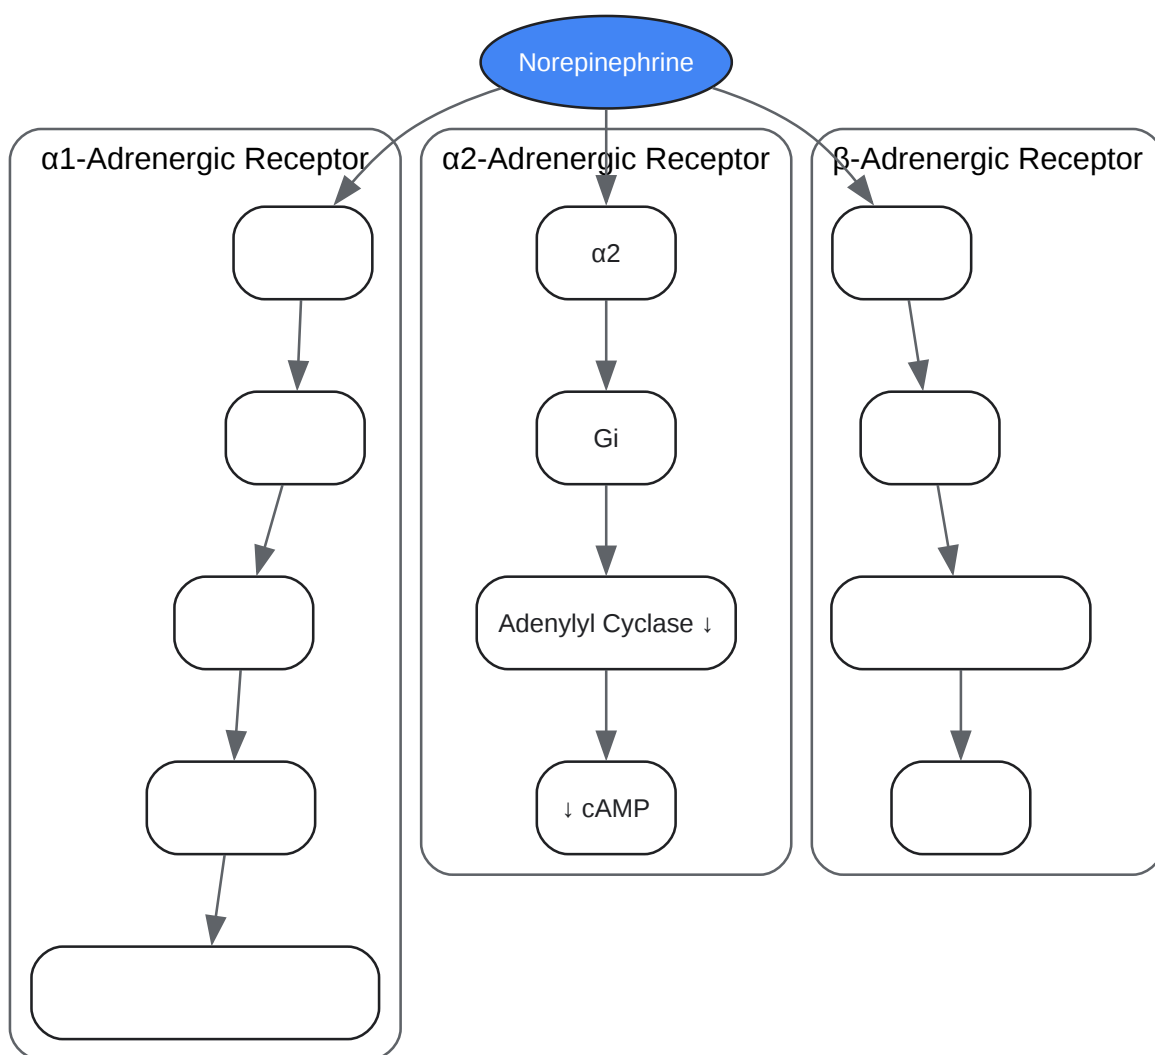 Norepinephrine
α1-Adrenergic Receptor
α2-Adrenergic Receptor
β-Adrenergic Receptor
α2
Gi
Adenylyl Cyclase ↓
↓ cAMP